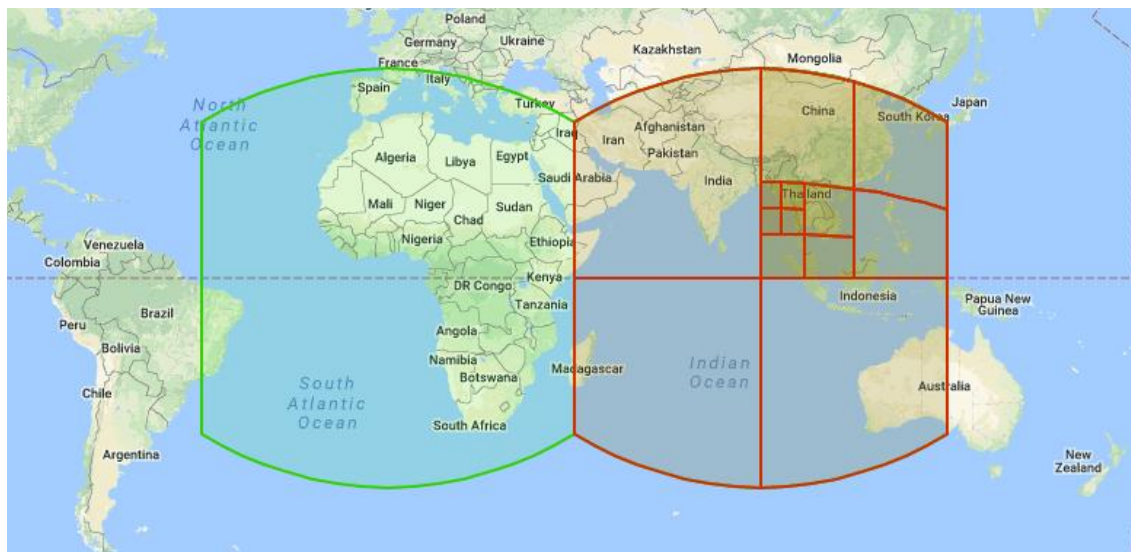 Poland
Germany
Ukraine
Kazakhstan
Mongolia
France
Italy
Spain
Turkey
North
Atlantic
Ocean
China
Japan
South Korea
Afghanistan
Iraq
Iran
Pakistan
Algeria
Libya
Egypt
Saudi Arabia
India
Thailand
Mali
Niger
Chad
Sudan
Nigeria
Ethiopia
Venezuela
Colombia
DR Congo
Kenya
Tanzania
Indonesia
Papua New
Guinea
Brazil
Peru
Angola
Bolivia
Namibia
Botswana
Madagascar
Indian
Ocean
Australia
Chile
South
Atlantic
Ocean
South Africa
Argentina
New
Zealand